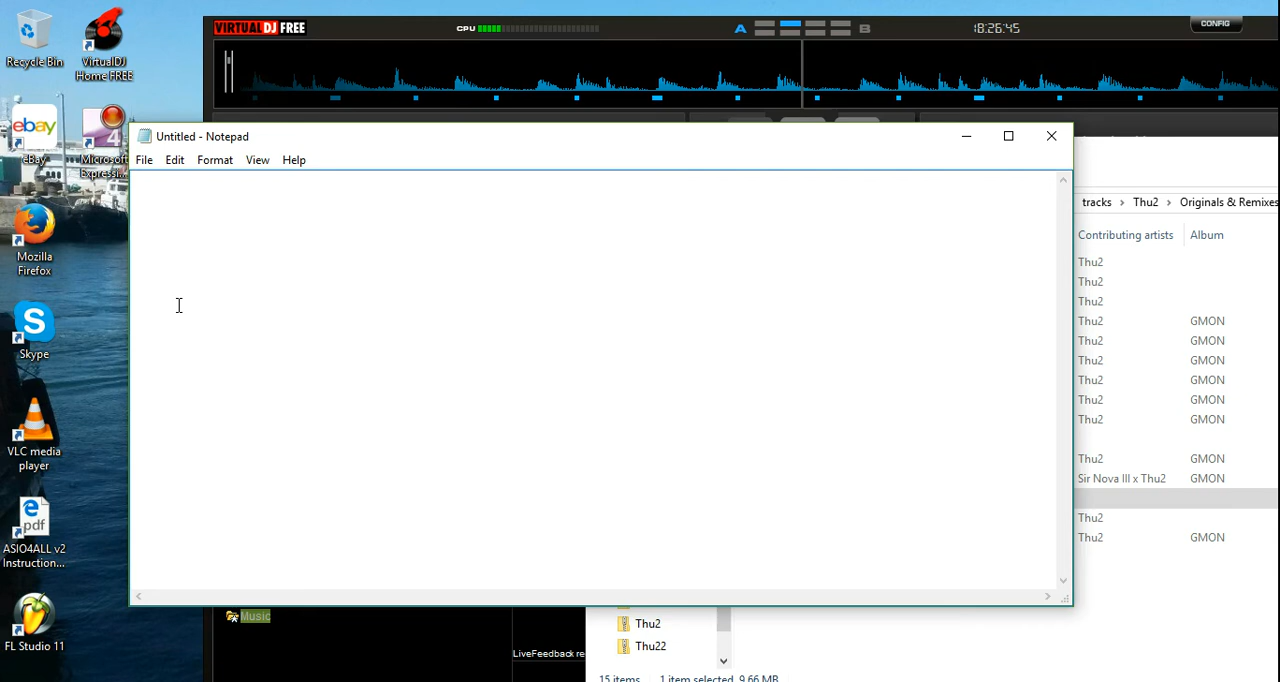 VIRTUAL DJ FREE
CPU
A
B
18:26:45
CONFIG
Recycle Bin
VirtualDJ
Home FREE
ebay
eBay
Microsoft
Expressi...
Untitled - Notepad
File Edit Format View Help
tracks › Thu2 › Originals & Remixes
Contributing artists Album
Thu2
Thu2
Thu2
Thu2 GMON
Thu2 GMON
Thu2 GMON
Thu2 GMON
Thu2 GMON
Thu2 GMON
Thu2 GMON
Sir Nova III x Thu2 GMON
Thu2
Thu2 GMON
Mozilla
Firefox
S
Skype
VLC media
player
pdf
ASIO4ALL v2
Instruction...
FL Studio 11
Music
LiveFeedback re
Thu2
Thu22
15 items 1 item selected 9.66 MB